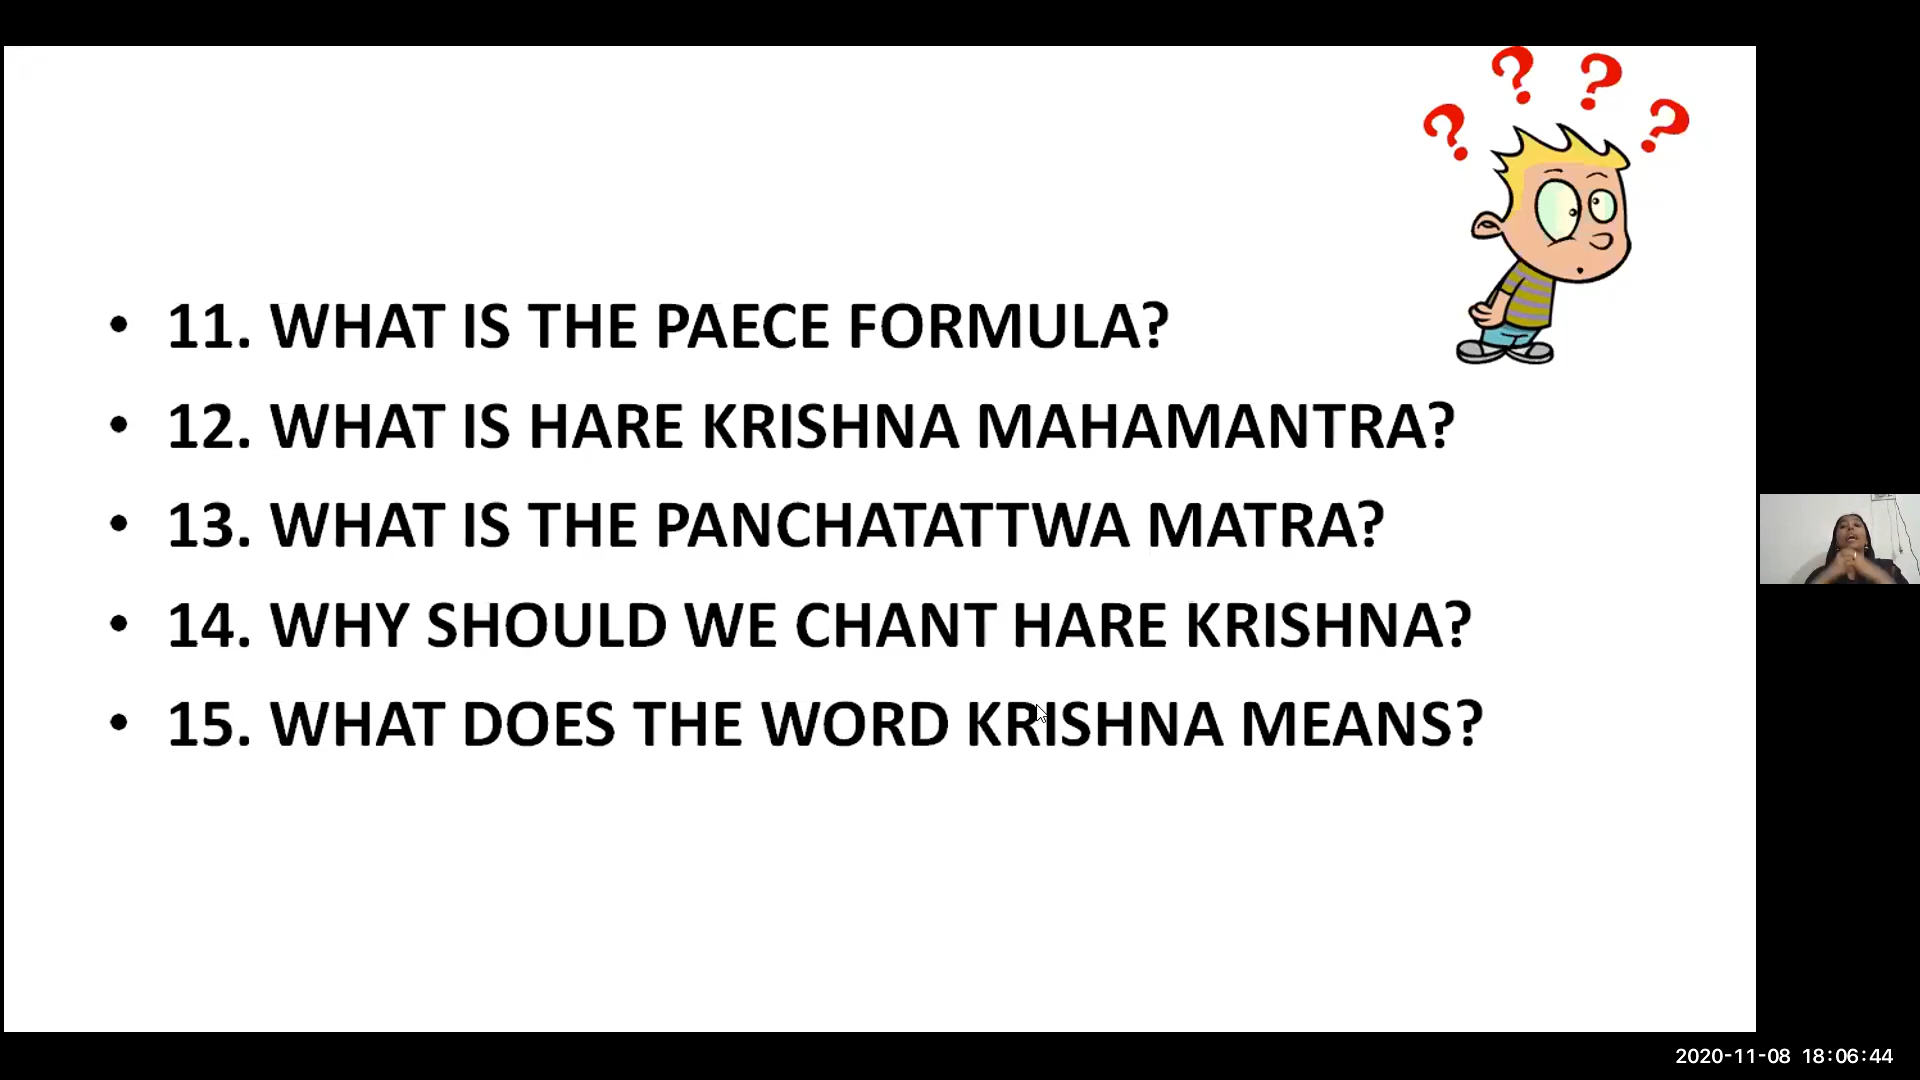 • 11. WHAT IS THE PAECE FORMULA?
• 12. WHAT IS HARE KRISHNA MAHAMANTRA?
• 13. WHAT IS THE PANCHATATTWA MATRA?
• 14. WHY SHOULD WE CHANT HARE KRISHNA?
• 15. WHAT DOES THE WORD KRISHNA MEANS?
2020-11-08 18:06:44